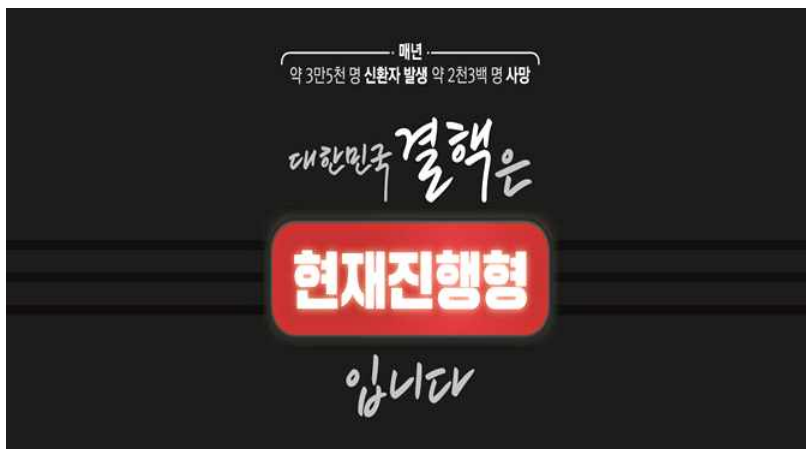 매년
약 3만5천 명 신환자 발생 약 2천3백 명 사망
대한민국 결핵은
현재진행형
입니다